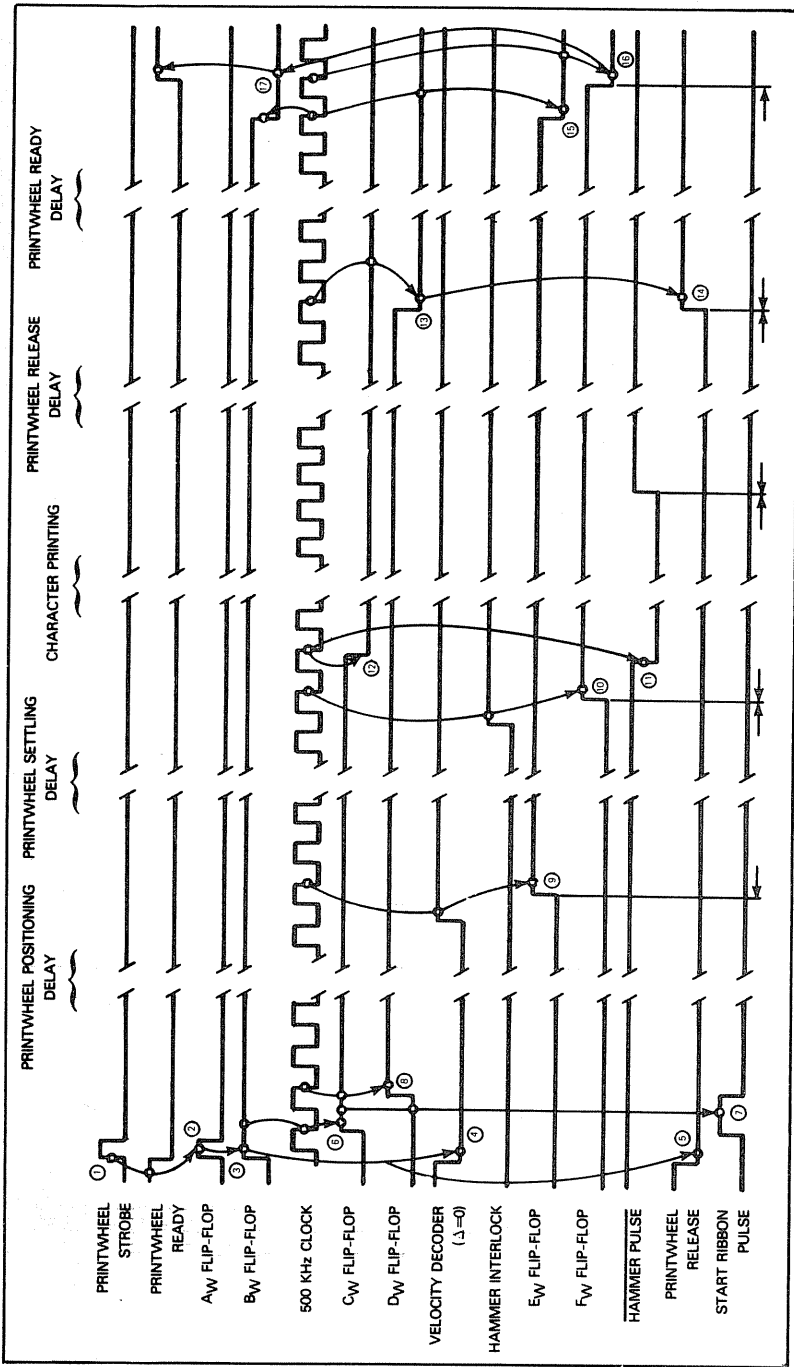 PRINTWHEEL POSITIONING
DELAY
PRINTWHEEL SETTLING
DELAY
CHARACTER PRINTING
PRINTWHEEL RELEASE
DELAY
PRINTWHEEL READY
DELAY
PRINTWHEEL
STROBE
PRINTWHEEL
READY
AW FLIP-FLOP
BW FLIP-FLOP
500 KHz CLOCK
CW FLIP-FLOP
DW FLIP-FLOP
VELOCITY DECODER
(Δ=0)
HAMMER INTERLOCK
EW FLIP-FLOP
FW FLIP-FLOP
HAMMER PULSE
PRINTWHEEL
RELEASE
START RIBBON
PULSE
1
2
3
4
5
6
7
8
9
10
11
12
13
14
15
16
17